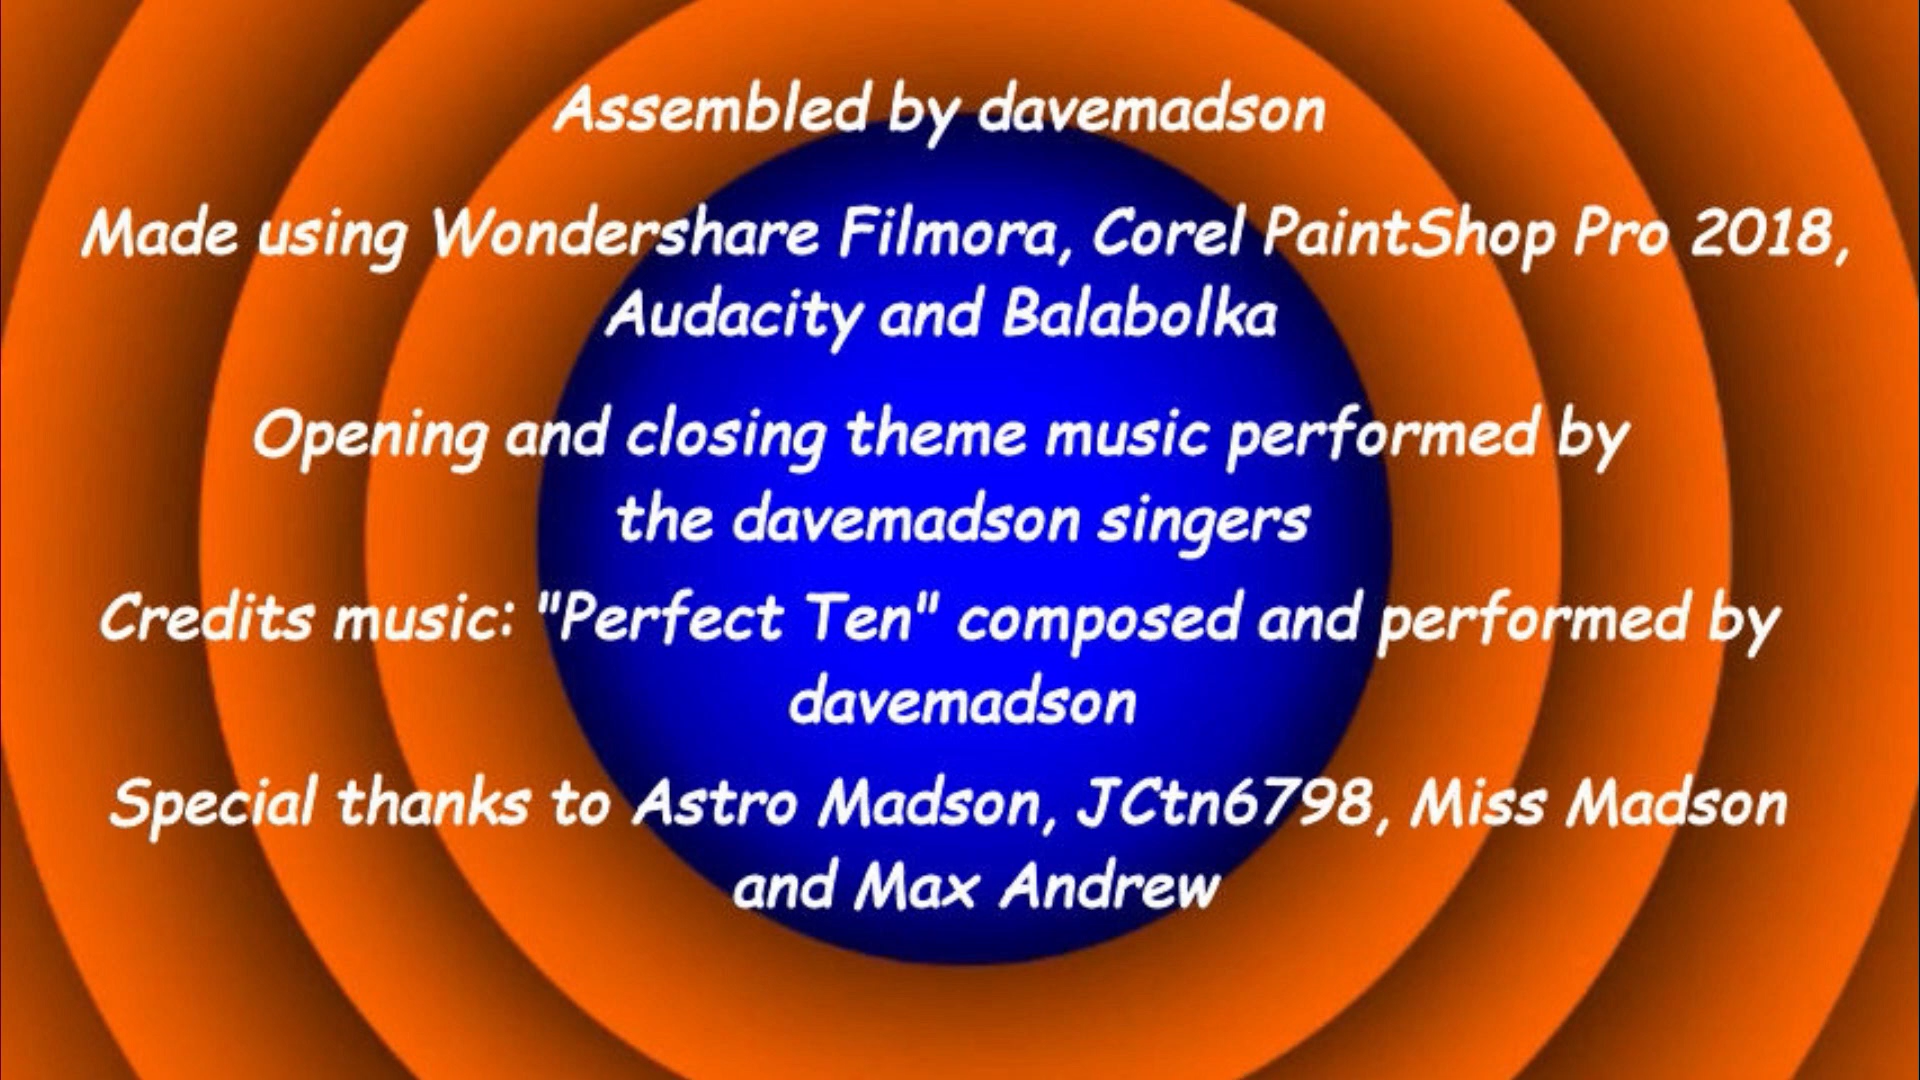 Assembled by davemadson
Made using Wondershare Filmora, Corel PaintShop Pro 2018,
Audacity and Balabolka
Opening and closing theme music performed by
the davemadson singers
Credits music: "Perfect Ten" composed and performed by
davemadson
Special thanks to Astro Madson, JCtn6798, Miss Madson
and Max Andrew